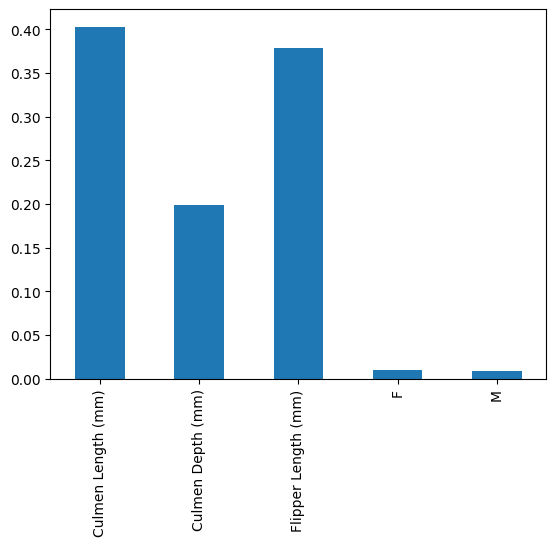 0.40
0.35
0.30
0.25
0.20
0.15
0.10
0.05
0.00
Culmen Length (mm)
Culmen Depth (mm)
Flipper Length (mm)
F
M